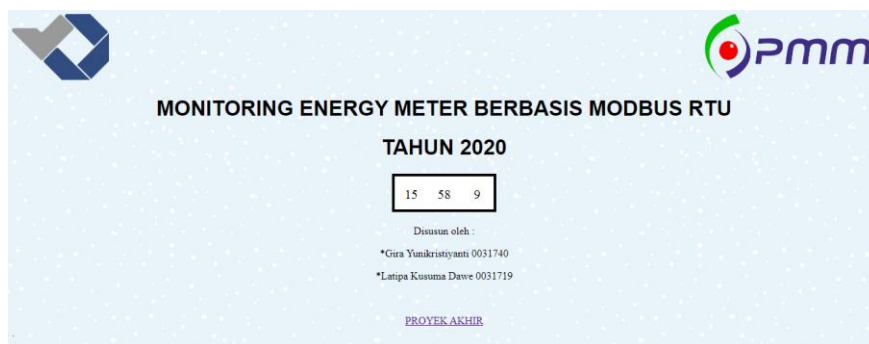 pmm
MONITORING ENERGY METER BERBASIS MODBUS RTU
TAHUN 2020
15 58 9
Disusun oleh :
*Gira Yunikristiyanti 0031740
*Latipa Kusuma Dawe 0031719
PROYEK AKHIR